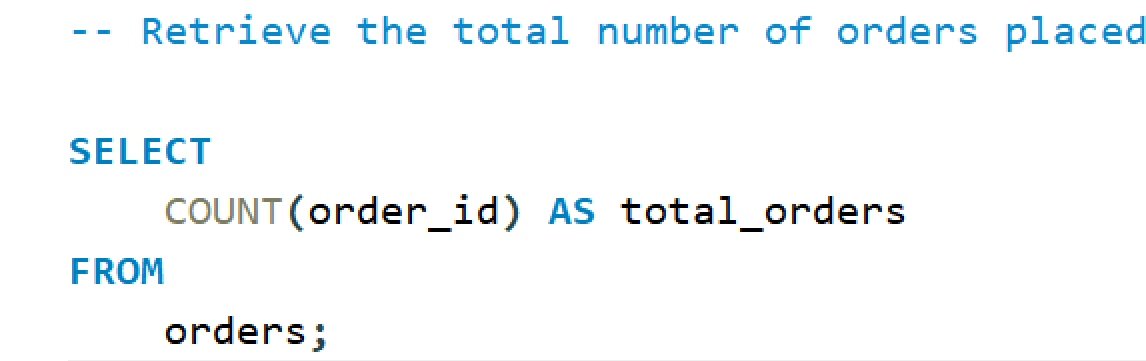 -- Retrieve the total number of orders placed
SELECT
COUNT(order_id) AS total_orders
FROM
orders;